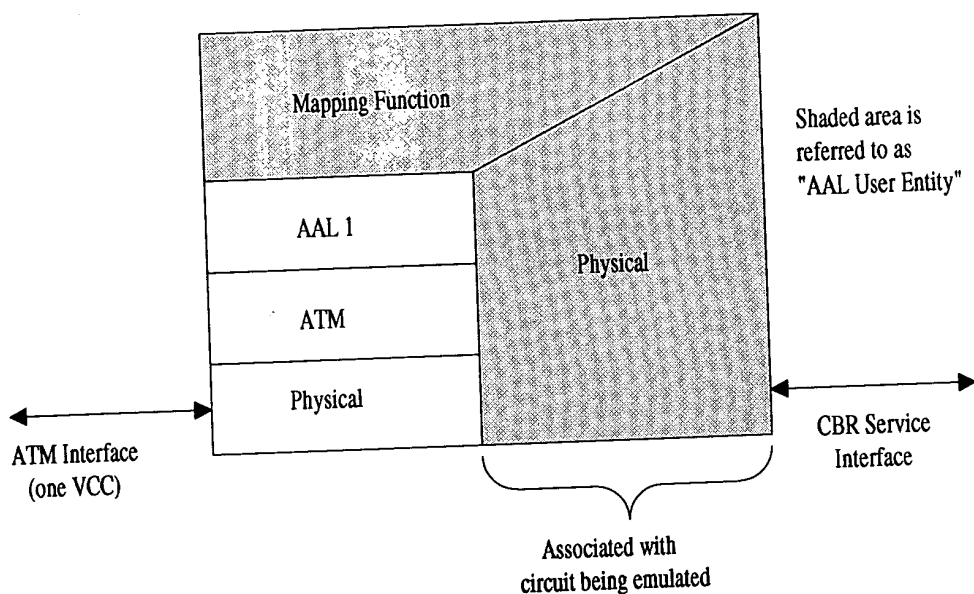 Mapping Function
Shaded area is
referred to as
"AAL User Entity"
AAL 1
Physical
ATM
Physical
ATM Interface
(one VCC)
CBR Service
Interface
Associated with
circuit being emulated